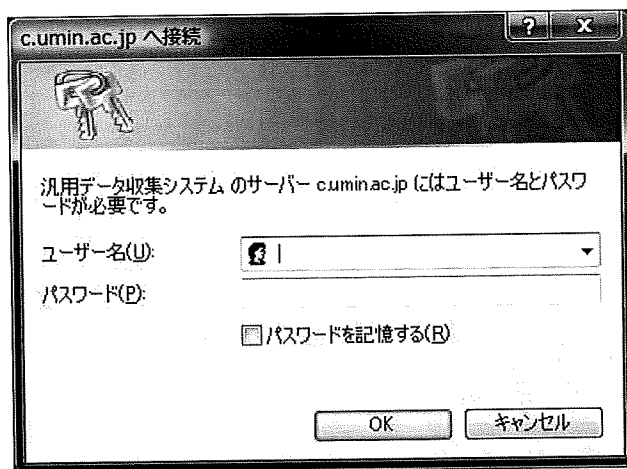 c.umin.ac.jp へ接続
汎用データ収集システム のサーバー c.umin.ac.jp にはユーザー名とパスワ
ードが必要です。
ユーザー名(U):
パスワード(P):
パスワードを記憶する(R)
OK
キャンセル